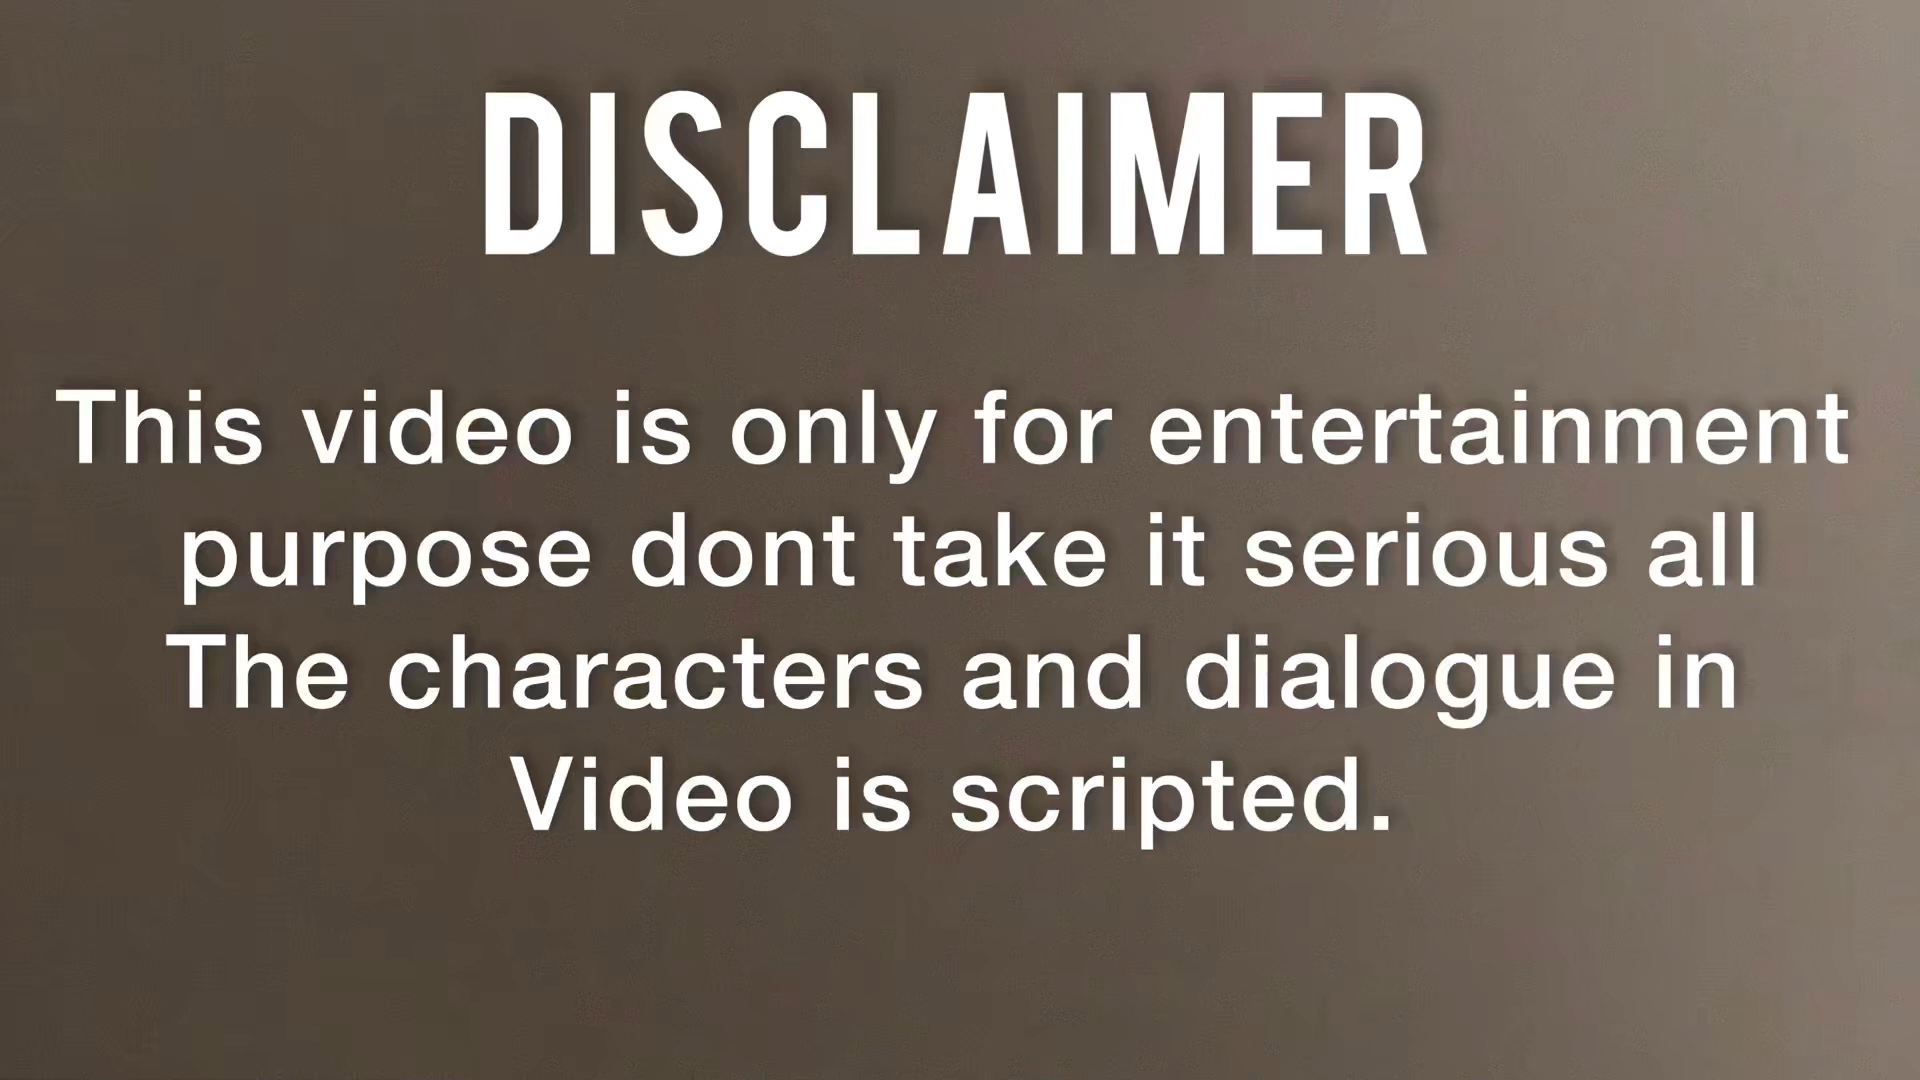 DISCLAIMER
This video is only for entertainment
purpose dont take it serious all
The characters and dialogue in
Video is scripted.